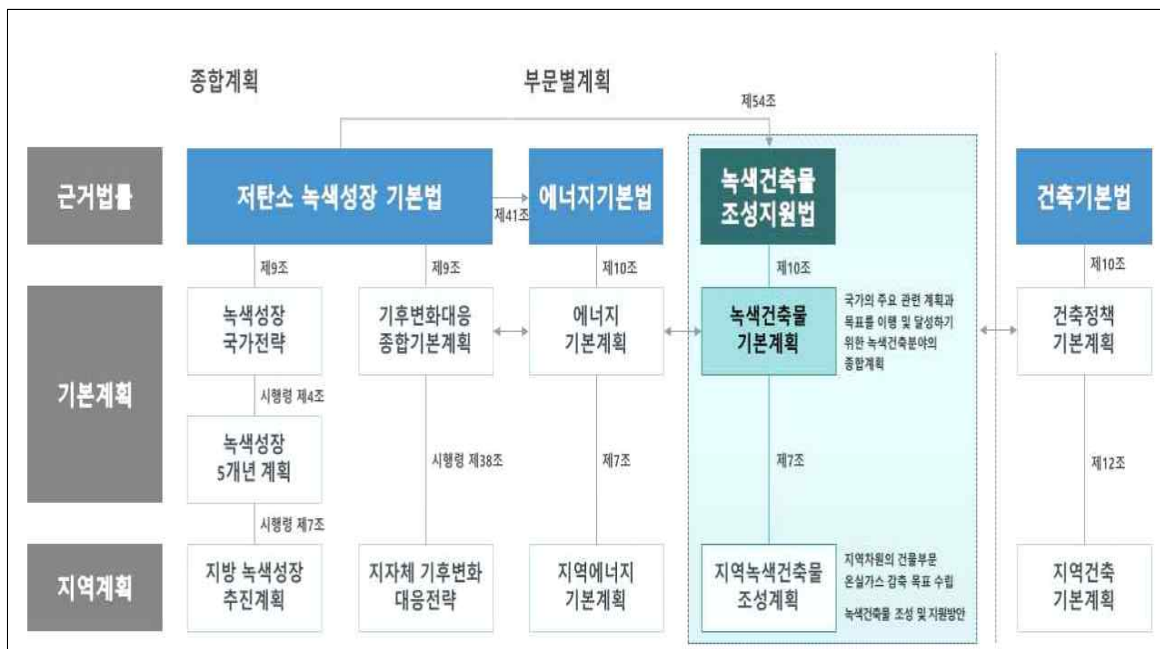 종합계획
부문별계획
제54조
근거법률
저탄소 녹색성장 기본법
제41조
에너지기본법
녹색건축물
조성지원법
건축기본법
제9조
제9조
제10조
제10조
제10조
기본계획
녹색성장
국가전략
기후변화대응
종합기본계획
에너지
기본계획
녹색건축물
기본계획
국가의 주요 관련 계획과
목표를 이행 및 달성하기
위한 녹색건축분야의
종합계획
건축정책
기본계획
시행령 제4조
녹색성장
5개년 계획
시행령 제38조
제7조
제7조
제12조
시행령 제7조
지역계획
지방 녹색성장
추진계획
지자체 기후변화
대응전략
지역에너지
기본계획
지역녹색건축물
조성계획
지역차원의 건물부문
온실가스 감축 목표 수립
녹색건축물 조성 및 지원방안
지역건축
기본계획